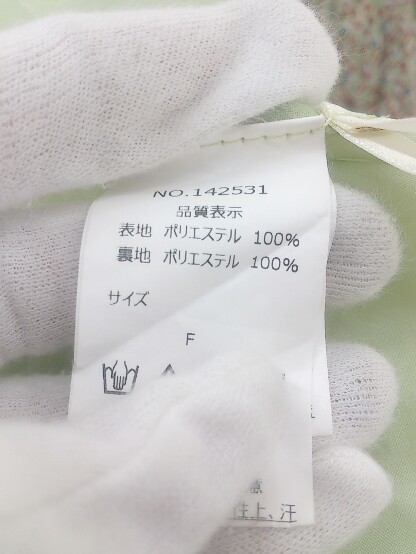 NO.142531
品質表示
表地 ポリエステル 100%
裏地 ポリエステル 100%
サイズ
F
性上、汗